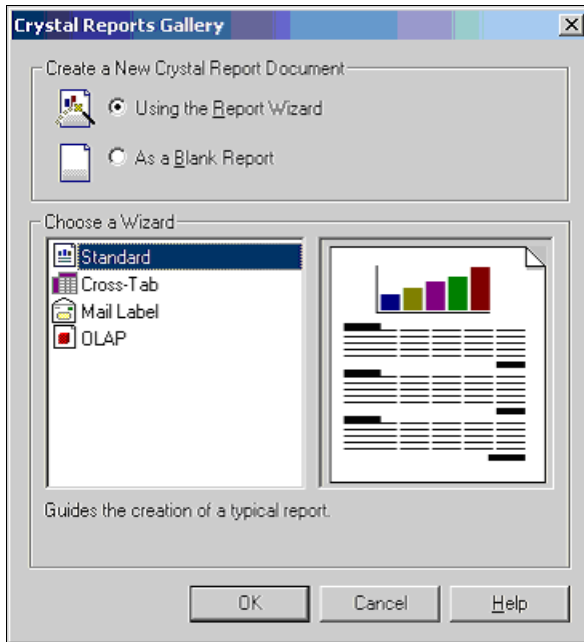 Crystal Reports Gallery
Create a New Crystal Report Document
Using the Report Wizard
As a Blank Report
Choose a Wizard
Standard
Cross-Tab
Mail Label
OLAP
Guides the creation of a typical report.
OK Cancel Help